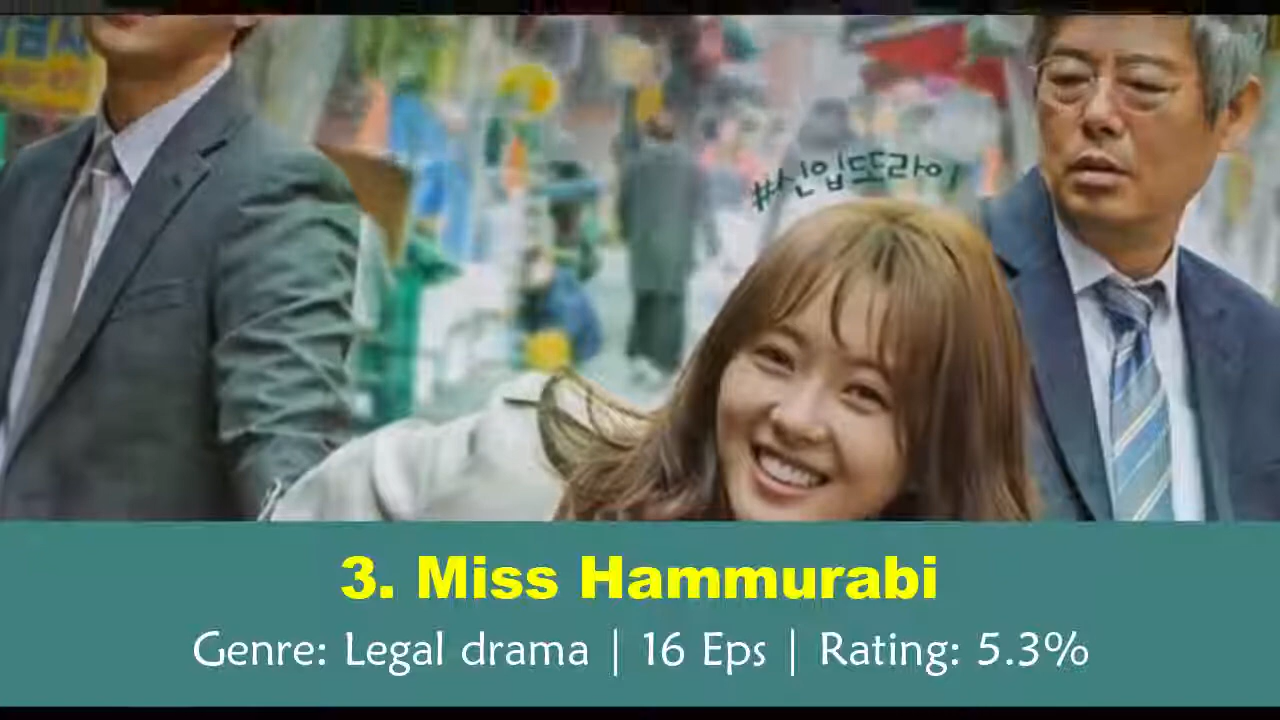 #신입또라이
3. Miss Hammurabi
Genre: Legal drama | 16 Eps | Rating: 5.3%